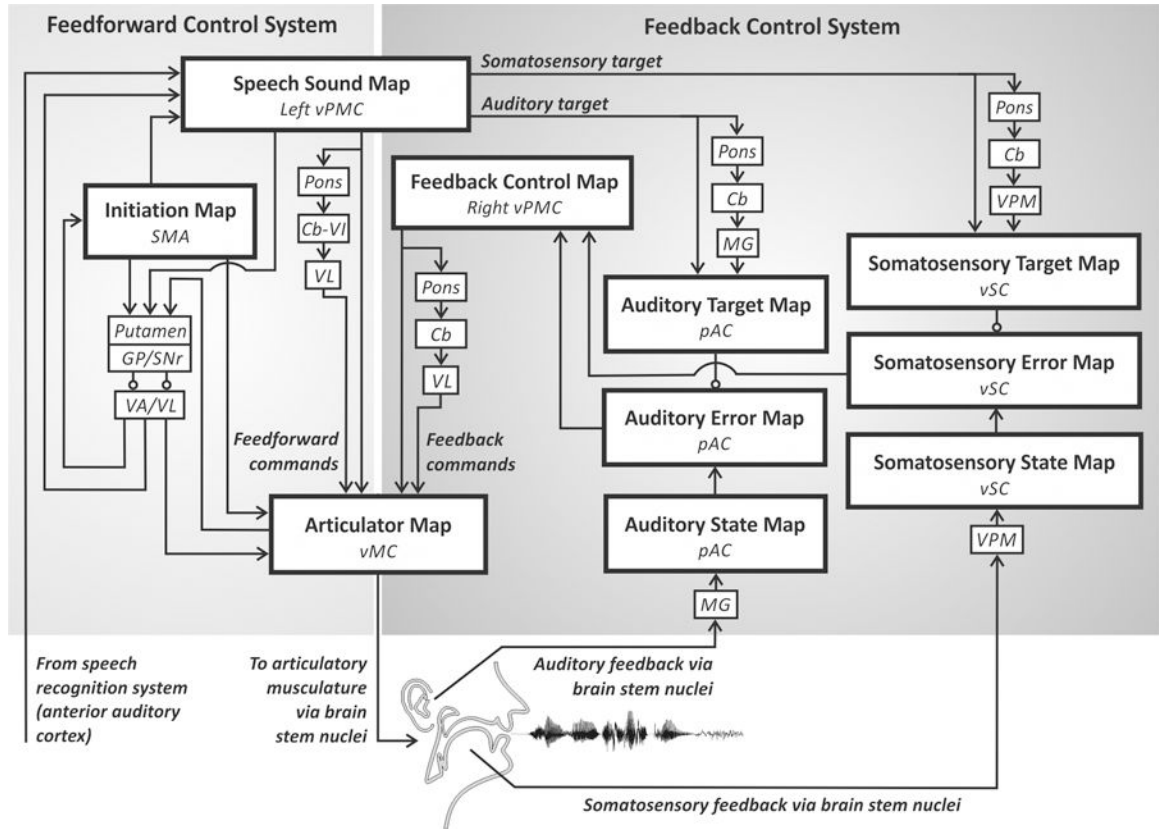 Feedforward Control System
Feedback Control System
Speech Sound Map
Left vPMC
Somatosensory target
Auditory target
Pons
Cb
VPM
Pons
Cb
MG
Pons
Cb-VI
VL
Initiation Map
SMA
Feedback Control Map
Right vPMC
Pons
Cb
VL
Putamen
GP/SNr
VA/VL
Auditory Target Map
pAC
Auditory Error Map
pAC
Auditory State Map
pAC
MG
Somatosensory Target Map
vSC
Somatosensory Error Map
vSC
Somatosensory State Map
vSC
VPM
Feedforward
commands
Feedback
commands
Articulator Map
vMC
From speech
recognition system
(anterior auditory
cortex)
To articulatory
musculature
via brain
stem nuclei
Auditory feedback via
brain stem nuclei
Somatosensory feedback via brain stem nuclei